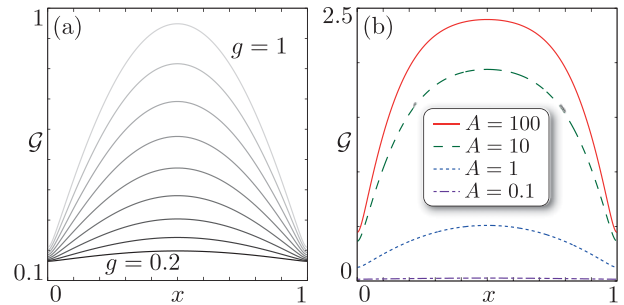 1
(a)
g = 1
𝒢
g = 0.2
0.1
0
x
1
2.5
(b)
A = 100
A = 10
A = 1
A = 0.1
𝒢
0
0
x
1